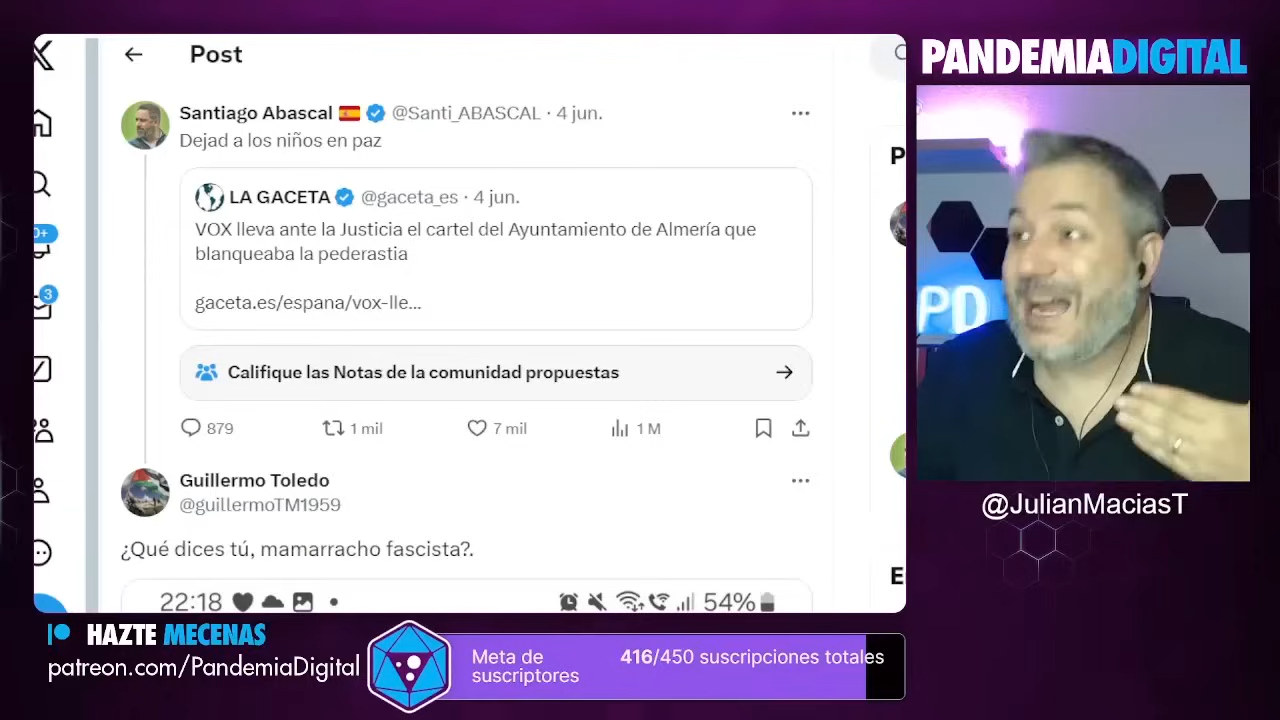 Post
Santiago Abascal @Santi_ABASCAL · 4 jun.
Dejad a los niños en paz
LA GACETA @gaceta_es · 4 jun.
VOX lleva ante la Justicia el cartel del Ayuntamiento de Almería que
blanqueaba la pederastia
gaceta.es/espana/vox-lle...
Califique las Notas de la comunidad propuestas
879 1 mil 7 mil 1 M
Guillermo Toledo
@guillermoTM1959
¿Qué dices tú, mamarracho fascista?.
22:18 54%
0+
3
P
E
PANDEMIADIGITAL
PD
@JulianMaciasT
HAZTE MECENAS
patreon.com/PandemiaDigital
Meta de
suscriptores
416/450 suscripciones totales